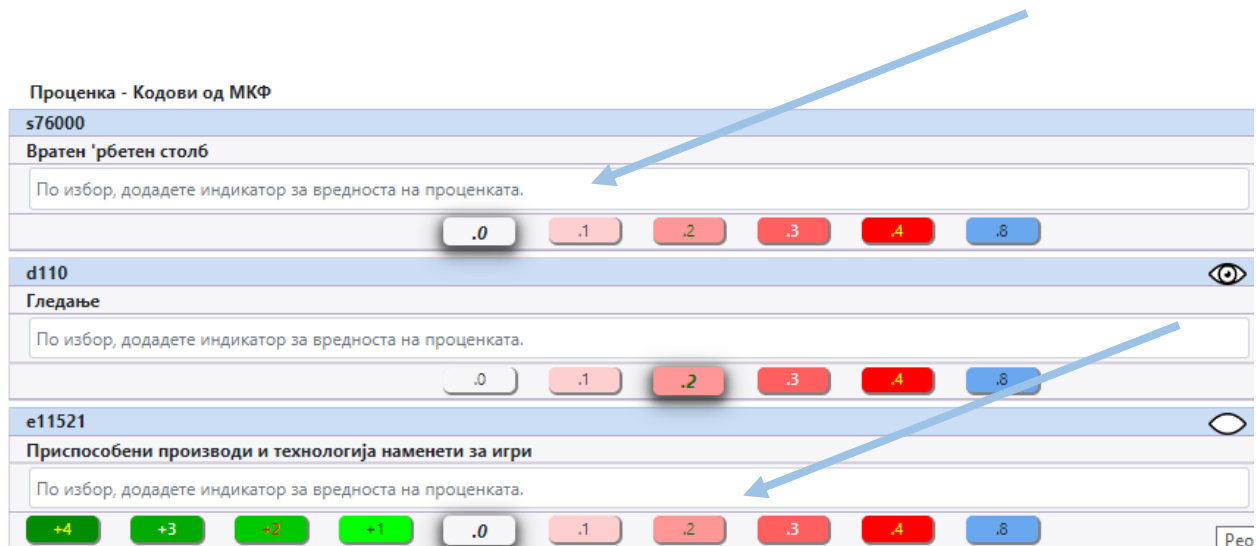 Проценка - Кодови од МКФ
s76000
Вратен 'рбетен столб
По избор, додадете индикатор за вредноста на проценката.
.0 .1 .2 .3 .4 .8
d110
Гледање
По избор, додадете индикатор за вредноста на проценката.
.0 .1 .2 .3 .4 .8
e11521
Приспособени производи и технологија наменети за игри
По избор, додадете индикатор за вредноста на проценката.
+4 +3 +2 +1 .0 .1 .2 .3 .4 .8